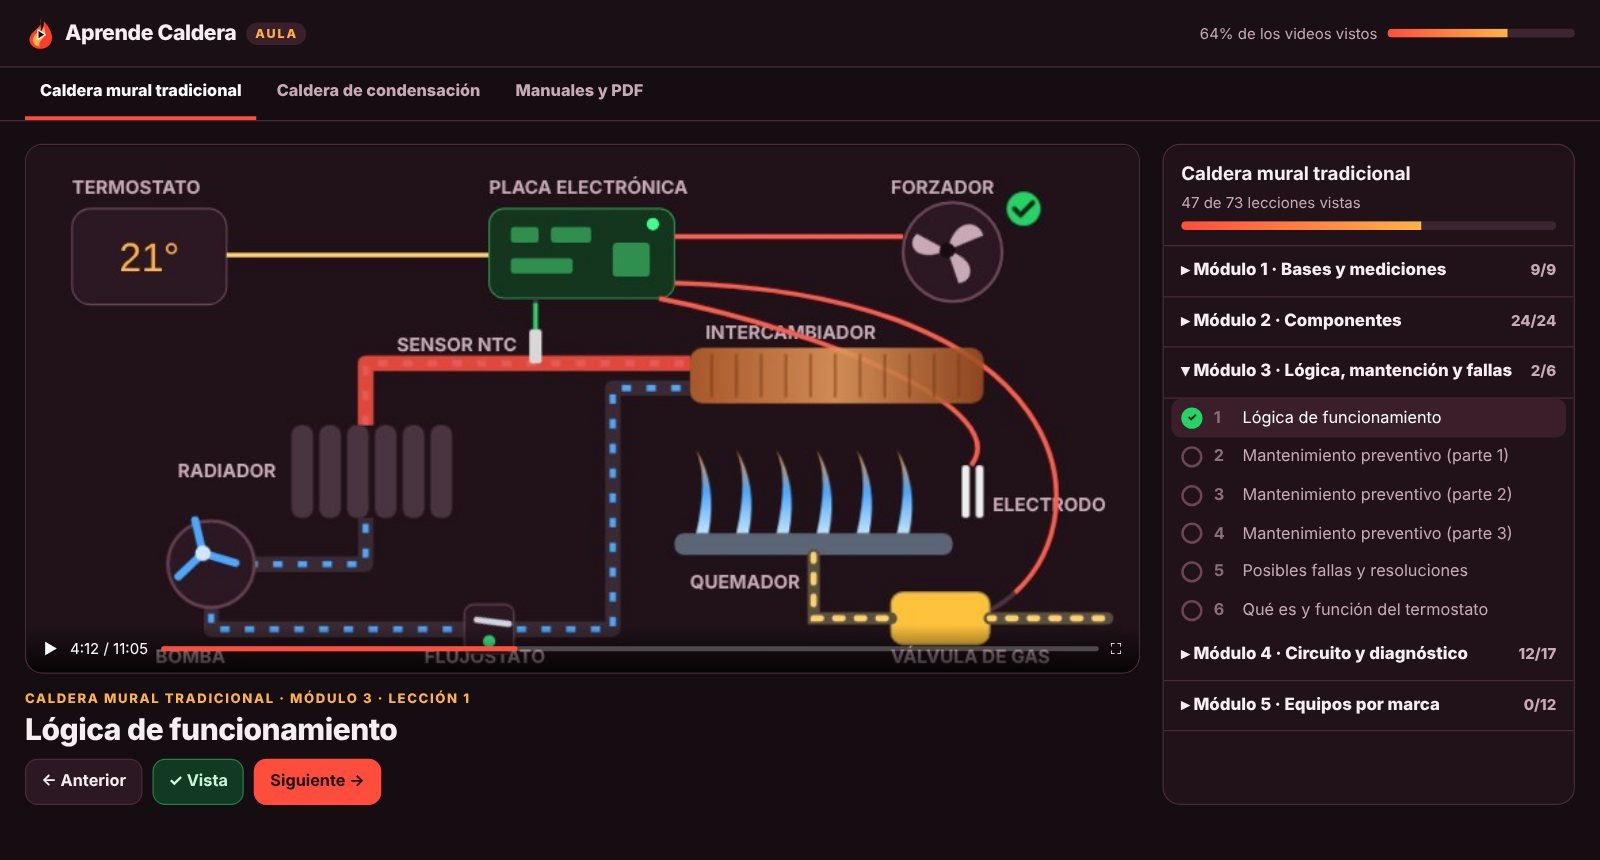 Aprende Caldera AULA
64% de los videos vistos
Caldera mural tradicional
Caldera de condensación
Manuales y PDF
TERMOSTATO
21°
PLACA ELECTRÓNICA
FORZADOR
SENSOR NTC
INTERCAMBIADOR
RADIADOR
ELECTRODO
QUEMADOR
BOMBA
FLUJOSTATO
VÁLVULA DE GAS
4:12 / 11:05
CALDERA MURAL TRADICIONAL · MÓDULO 3 · LECCIÓN 1
Lógica de funcionamiento
← Anterior
✓ Vista
Siguiente →
Caldera mural tradicional
47 de 73 lecciones vistas
▸ Módulo 1 · Bases y mediciones 9/9
▸ Módulo 2 · Componentes 24/24
▾ Módulo 3 · Lógica, mantención y fallas 2/6
1 Lógica de funcionamiento
2 Mantenimiento preventivo (parte 1)
3 Mantenimiento preventivo (parte 2)
4 Mantenimiento preventivo (parte 3)
5 Posibles fallas y resoluciones
6 Qué es y función del termostato
▸ Módulo 4 · Circuito y diagnóstico 12/17
▸ Módulo 5 · Equipos por marca 0/12